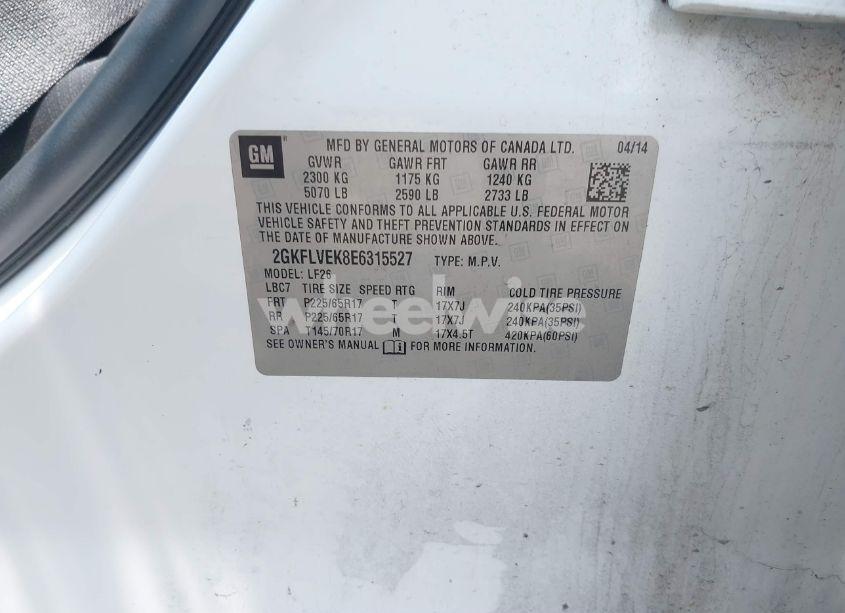 GM
MFD BY GENERAL MOTORS OF CANADA LTD. 04/14
GVWR GAWR FRT GAWR RR
2300 KG 1175 KG 1240 KG
5070 LB 2590 LB 2733 LB
THIS VEHICLE CONFORMS TO ALL APPLICABLE U.S. FEDERAL MOTOR
VEHICLE SAFETY AND THEFT PREVENTION STANDARDS IN EFFECT ON
THE DATE OF MANUFACTURE SHOWN ABOVE.
2GKFLVEK8E6315527 TYPE: M.P.V.
MODEL: LF26
LBC7 TIRE SIZE SPEED RTG RIM COLD TIRE PRESSURE
FRT P225/65R17 T 17X7J 240KPA(35PSI)
RR P225/65R17 T 17X7J 240KPA(35PSI)
SPA T145/70R17 M 17X4.5T 420KPA(60PSI)
SEE OWNER'S MANUAL FOR MORE INFORMATION.
wheelwise